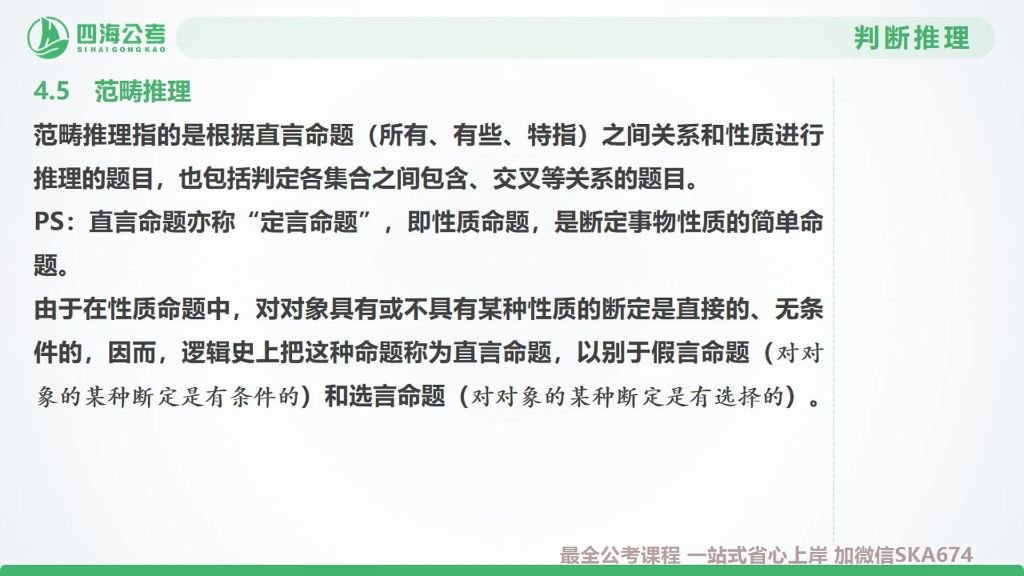 四海公考
SIHAIGONGKAO
判断推理
4.5 范畴推理
范畴推理指的是根据直言命题（所有、有些、特指）之间关系和性质进行
推理的题目，也包括判定各集合之间包含、交叉等关系的题目。
PS：直言命题亦称“定言命题”，即性质命题，是断定事物性质的简单命
题。
由于在性质命题中，对对象具有或不具有某种性质的断定是直接的、无条
件的，因而，逻辑史上把这种命题称为直言命题，以别于假言命题（对对
象的某种断定是有条件的）和选言命题（对对象的某种断定是有选择的）。
最全公考课程 一站式省心上岸 加微信SKA674